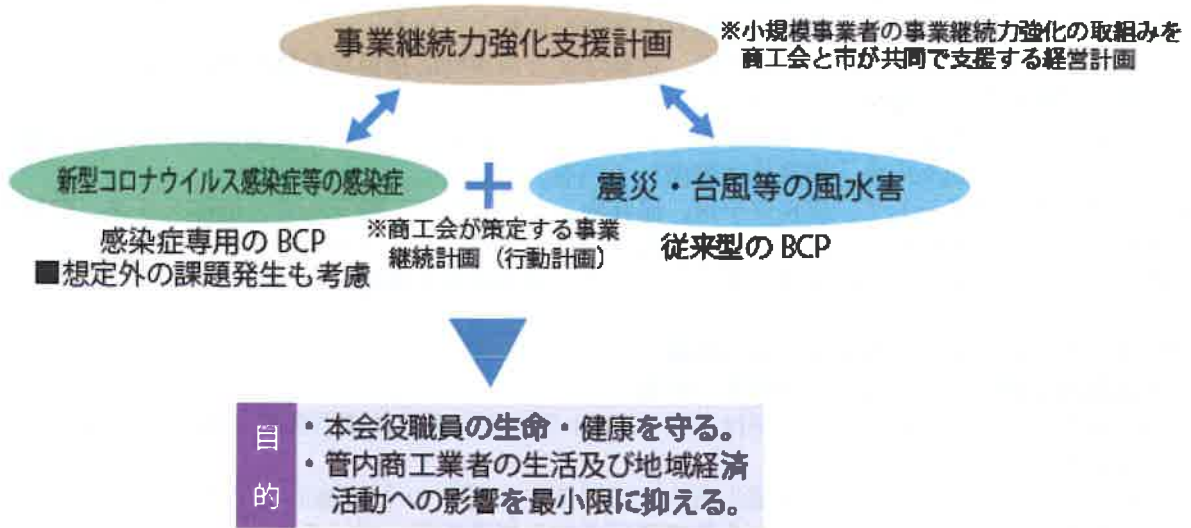 事業継続力強化支援計画
※小規模事業者の事業継続力強化の取組みを
商工会と市が共同で支援する経営計画
新型コロナウイルス感染症等の感染症
+
震災・台風等の風水害
感染症専用の BCP
■想定外の課題発生も考慮
※商工会が策定する事業
継続計画（行動計画）
従来型の BCP
目的
・本会役職員の生命・健康を守る。
・管内商工業者の生活及び地域経済
活動への影響を最小限に抑える。